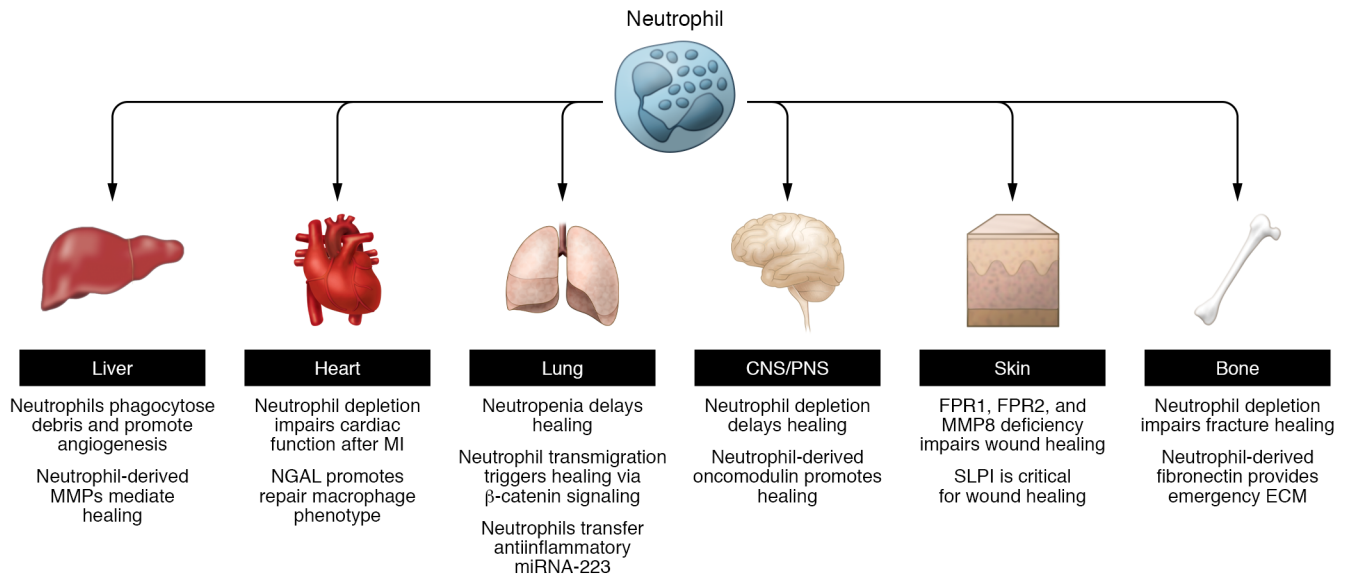 Neutrophil
Liver
Neutrophils phagocytose
debris and promote
angiogenesis
Neutrophil-derived
MMPs mediate
healing
Heart
Neutrophil depletion
impairs cardiac
function after MI
NGAL promotes
repair macrophage
phenotype
Lung
Neutropenia delays
healing
Neutrophil transmigration
triggers healing via
β-catenin signaling
Neutrophils transfer
antiinflammatory
miRNA-223
CNS/PNS
Neutrophil depletion
delays healing
Neutrophil-derived
oncomodulin promotes
healing
Skin
FPR1, FPR2, and
MMP8 deficiency
impairs wound healing
SLPI is critical
for wound healing
Bone
Neutrophil depletion
impairs fracture healing
Neutrophil-derived
fibronectin provides
emergency ECM